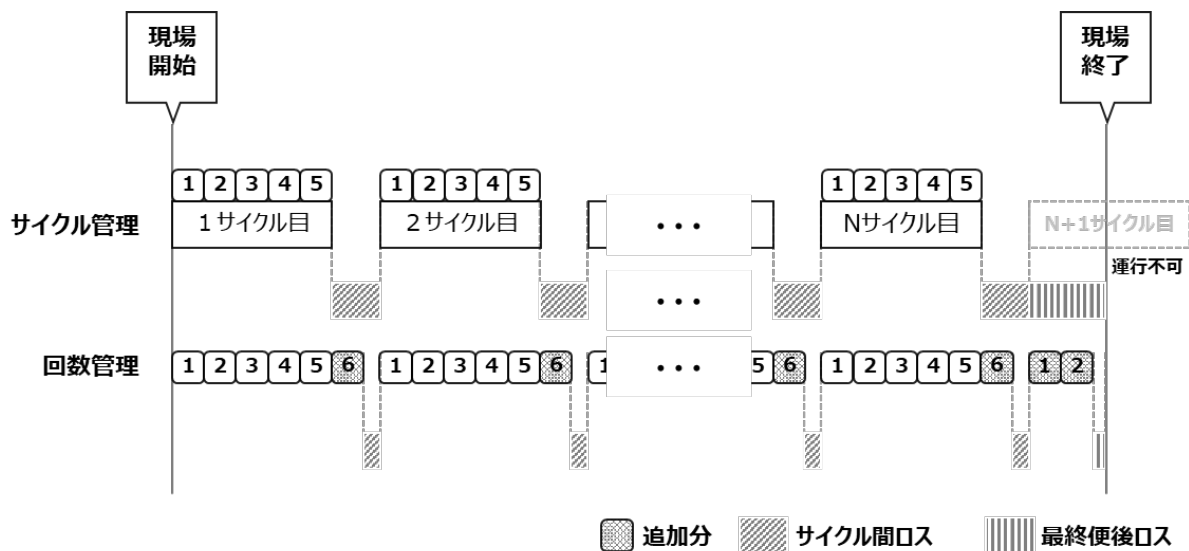 現場
開始
現場
終了
1 2 3 4 5
1 2 3 4 5
1 2 3 4 5
サイクル管理
1サイクル目
2サイクル目
・・・
Nサイクル目
N+1サイクル目
運行不可
・・・
回数管理
1 2 3 4 5 6
1 2 3 4 5 6
1
・・・
5 6
1 2 3 4 5 6
1 2
追加分
サイクル間ロス
最終便後ロス